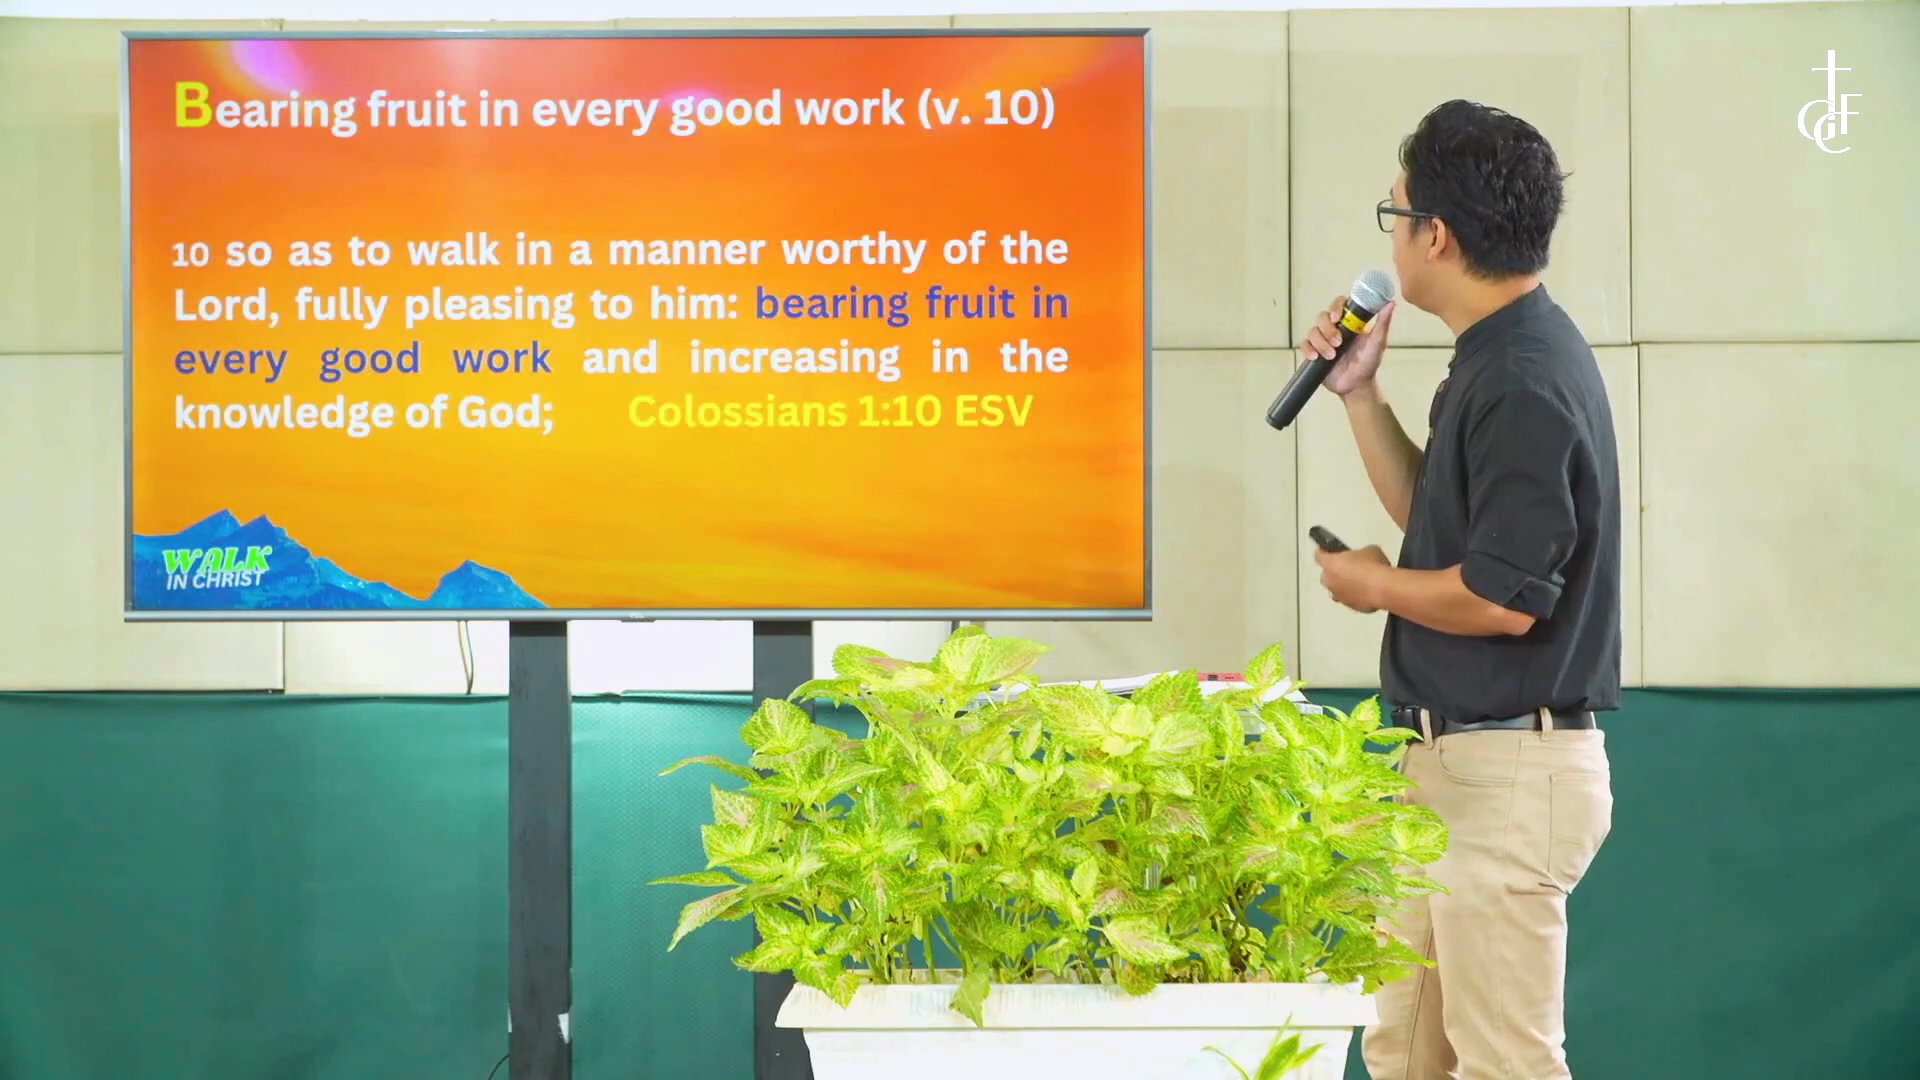 Bearing fruit in every good work (v. 10)
10 so as to walk in a manner worthy of the
Lord, fully pleasing to him: bearing fruit in
every good work and increasing in the
knowledge of God; Colossians 1:10 ESV
WALK
IN CHRIST